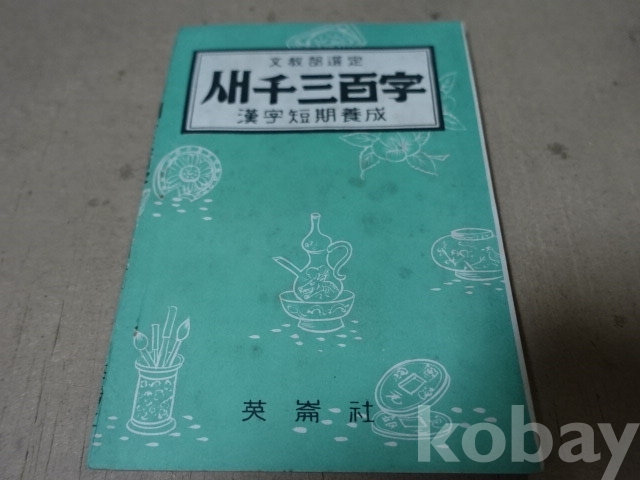 文敎部選定
새千三百字
漢字短期養成
英崙社
kobay